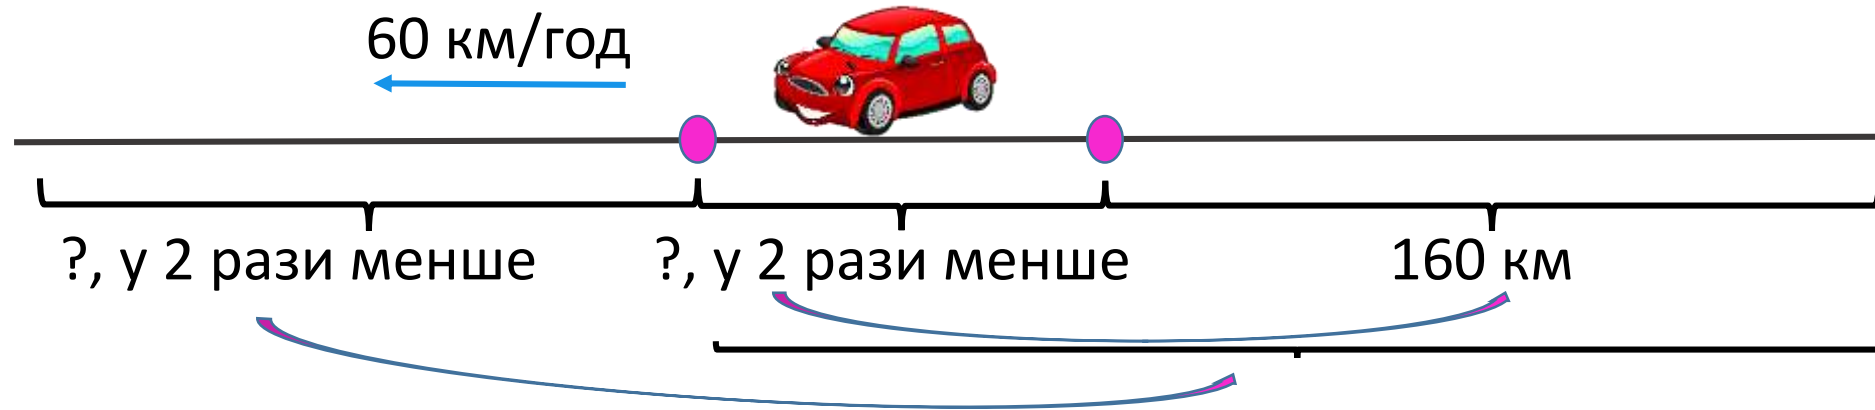 60 км/год
?, у 2 рази менше ?, у 2 рази менше 160 км